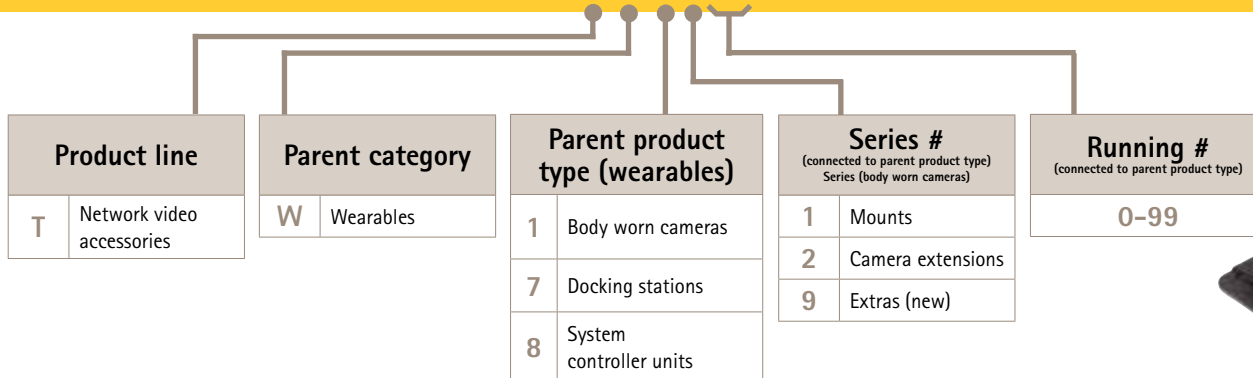 Product line
T
Network video
accessories
Parent category
W
Wearables
Parent product
type (wearables)
1
Body worn cameras
7
Docking stations
8
System
controller units
Series #
(connected to parent product type)
Series (body worn cameras)
1
Mounts
2
Camera extensions
9
Extras (new)
Running #
(connected to parent product type)
0-99